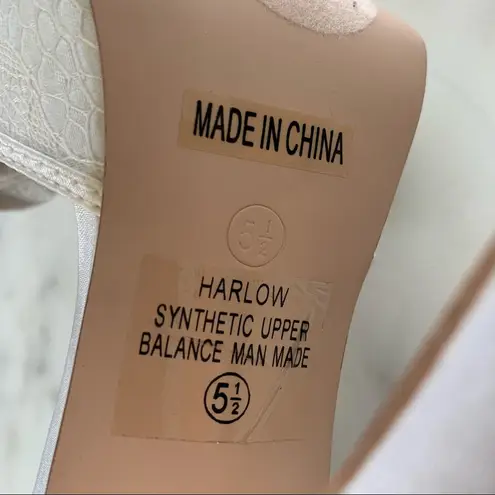 MADE IN CHINA
5 1/2
HARLOW
SYNTHETIC UPPER
BALANCE MAN MADE
5 1/2